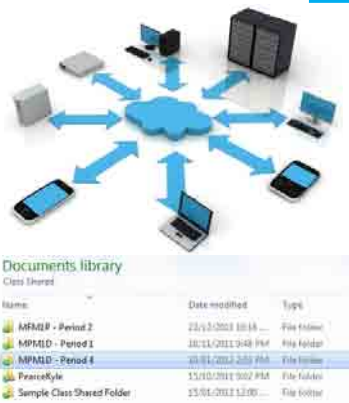 Documents library
Class Shared
Name Date modified Type
MFM1P - Period 2 File folder
MPM1D - Period 1 File folder
MPM1D - Period 4 File folder
PearceKyle File folder
Sample Class Shared Folder File folder